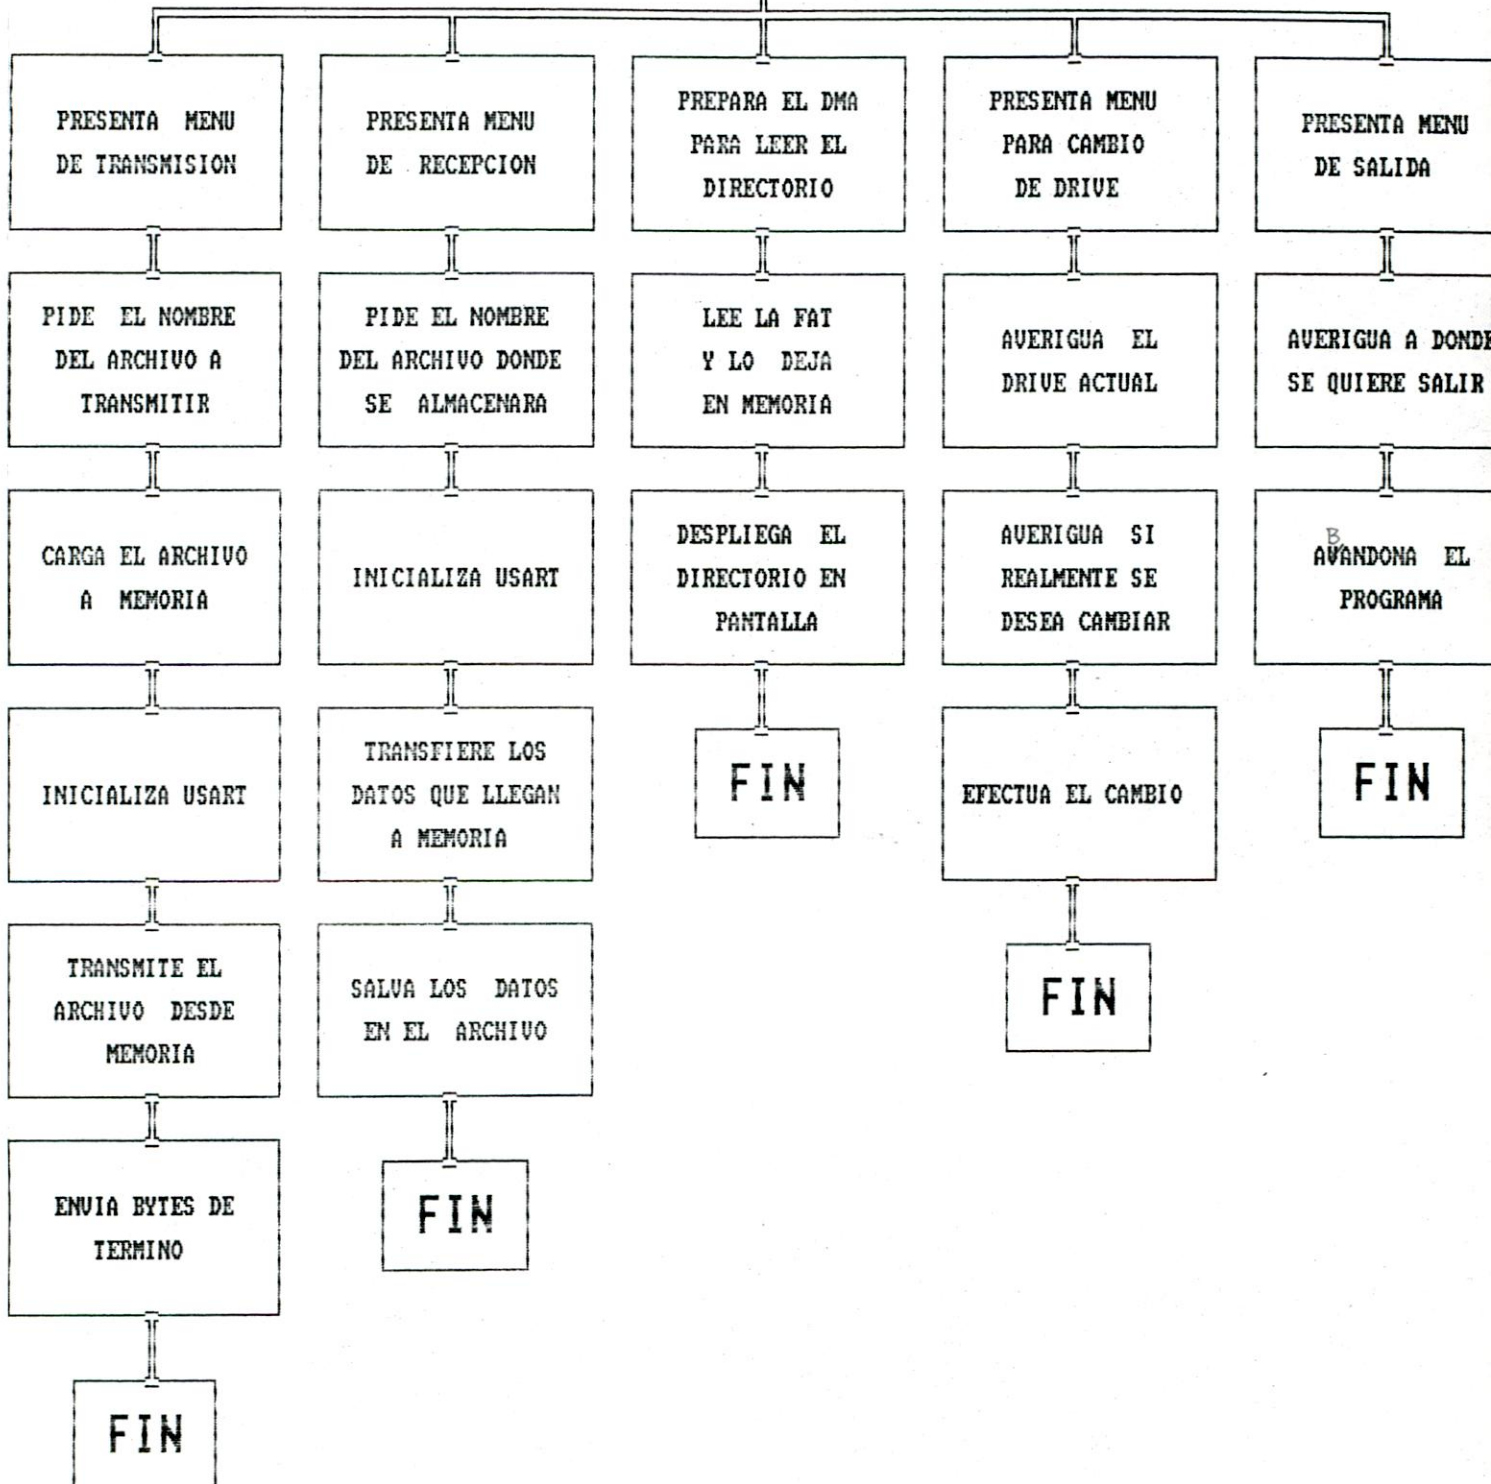 PRESENTA MENU
DE TRANSMISION
PIDE EL NOMBRE
DEL ARCHIVO A
TRANSMITIR
CARGA EL ARCHIVO
A MEMORIA
INICIALIZA USART
TRANSMITE EL
ARCHIVO DESDE
MEMORIA
ENVIA BYTES DE
TERMINO
FIN
PRESENTA MENU
DE RECEPCION
PIDE EL NOMBRE
DEL ARCHIVO DONDE
SE ALMACENARA
INICIALIZA USART
TRANSFIERE LOS
DATOS QUE LLEGAN
A MEMORIA
SALVA LOS DATOS
EN EL ARCHIVO
FIN
PREPARA EL DMA
PARA LEER EL
DIRECTORIO
LEE LA FAT
Y LO DEJA
EN MEMORIA
DESPLIEGA EL
DIRECTORIO EN
PANTALLA
FIN
PRESENTA MENU
PARA CAMBIO
DE DRIVE
AVERIGUA EL
DRIVE ACTUAL
AVERIGUA SI
REALMENTE SE
DESEA CAMBIAR
EFECTUA EL CAMBIO
FIN
PRESENTA MENU
DE SALIDA
AVERIGUA A DONDE
SE QUIERE SALIR
B
AVANDONA EL
PROGRAMA
FIN